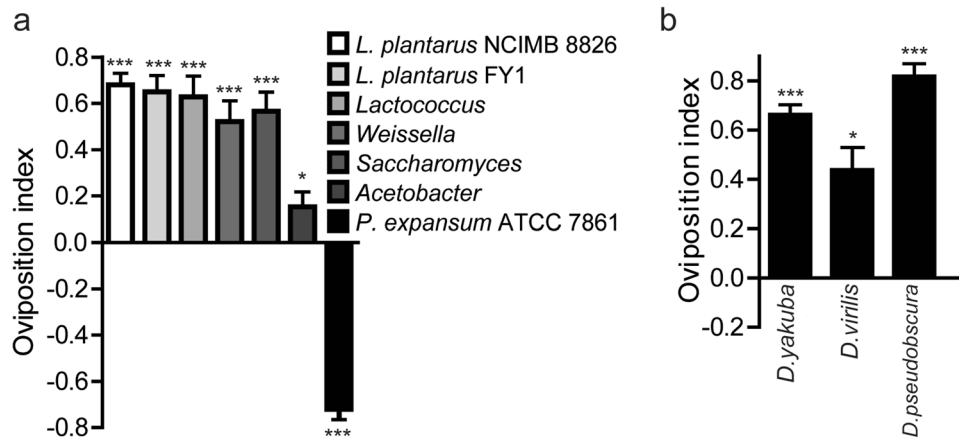 a
Oviposition index
0.8
0.6
0.4
0.2
0.0
-0.2
-0.4
-0.6
-0.8
***
***
***
***
***
*
***
L. plantarus NCIMB 8826
L. plantarus FY1
Lactococcus
Weissella
Saccharomyces
Acetobacter
P. expansum ATCC 7861
b
Oviposition index
0.8
0.6
0.4
0.2
0.0
-0.2
***
*
***
D.yakuba
D.virilis
D.pseudobscura